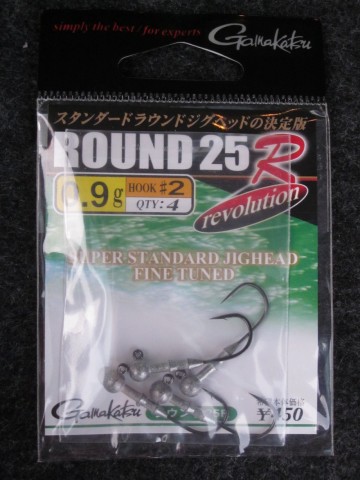 simply the best / for experts
Gamakatsu
スタンダードラウンドジグヘッドの決定版
ROUND 25 R
revolution
0.9g
HOOK #2
QTY: 4
SUPER STANDARD JIGHEAD
FINE TUNED
Gamakatsu
¥450